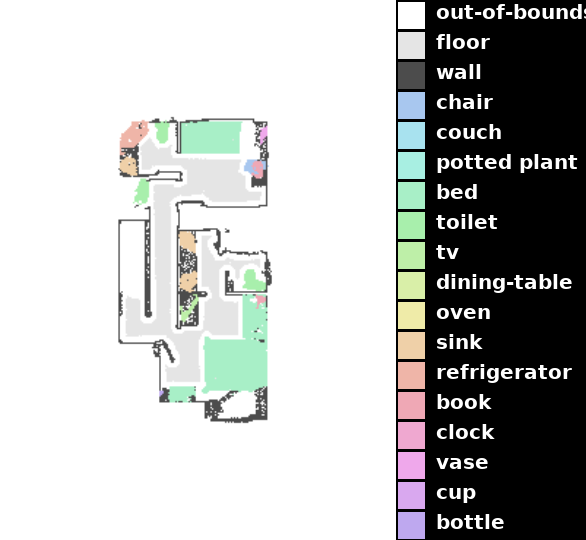 out-of-bounds
floor
wall
chair
couch
potted plant
bed
toilet
tv
dining-table
oven
sink
refrigerator
book
clock
vase
cup
bottle